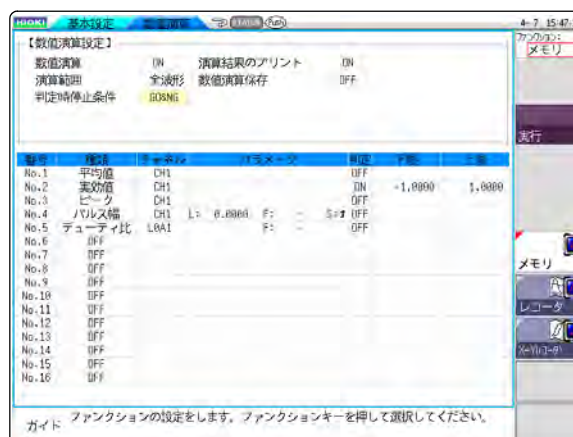 HIOKI 基本設定 数値演算 STATUS Push 4- 7 15:47
ファンクション:
メモリ
【数値演算設定】
数値演算 ON 演算結果のプリント ON
演算範囲 全波形 数値演算保存 OFF
判定時停止条件 GO&NG
実行
番号 種類 チャネル パラメータ 判定 下限 上限
No.1 平均値 CH1 OFF
No.2 実効値 CH1 ON -1.0000 1.0000
No.3 ピーク CH1 OFF
No.4 パルス幅 CH1 L: 0.0000 F: - S: OFF
No.5 デューティ比 L0A1 F: - OFF
No.6 OFF
No.7 OFF
No.8 OFF
No.9 OFF
No.10 OFF
No.11 OFF
No.12 OFF
No.13 OFF
No.14 OFF
No.15 OFF
No.16 OFF
メモリ
レコーダ
X-Yレコーダ
ガイド ファンクションの設定をします。ファンクションキーを押して選択してください。